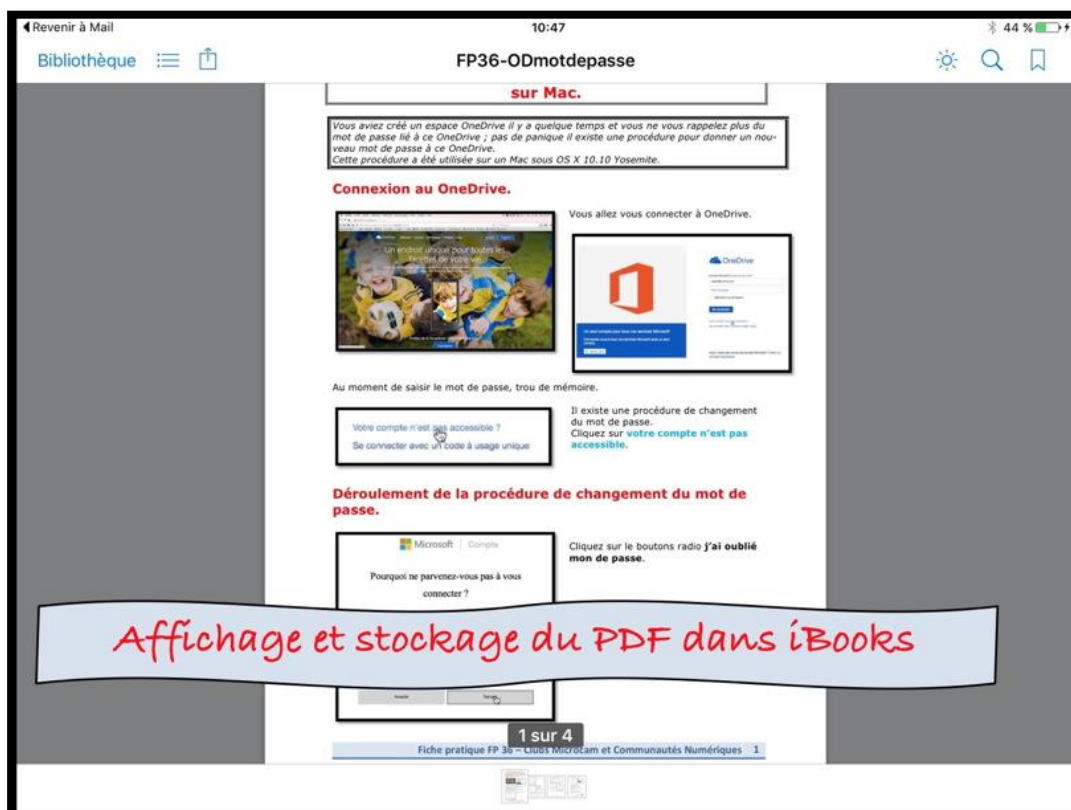 Revenir à Mail
10:47
44 %
Bibliothèque
FP36-ODmotdepasse
sur Mac.
Vous aviez créé un espace OneDrive il y a quelque temps et vous ne vous rappelez plus du
mot de passe lié à ce OneDrive ; pas de panique il existe une procédure pour donner un nou-
veau mot de passe à ce OneDrive.
Cette procédure a été utilisée sur un Mac sous OS X 10.10 Yosemite.
Connexion au OneDrive.
Un endroit unique pour toutes les
facettes de votre vie
Vous allez vous connecter à OneDrive.
OneDrive
Au moment de saisir le mot de passe, trou de mémoire.
Votre compte n'est pas accessible ?
Se connecter avec un code à usage unique
Il existe une procédure de changement
du mot de passe.
Cliquez sur votre compte n'est pas
accessible.
Déroulement de la procédure de changement du mot de
passe.
Microsoft | Compte
Pourquoi ne parvenez-vous pas à vous
connecter ?
Cliquez sur le boutons radio j'ai oublié
mon de passe.
Affichage et stockage du PDF dans iBooks
1 sur 4
Fiche pratique FP 36 – Clubs Microcam et Communautés Numériques 1